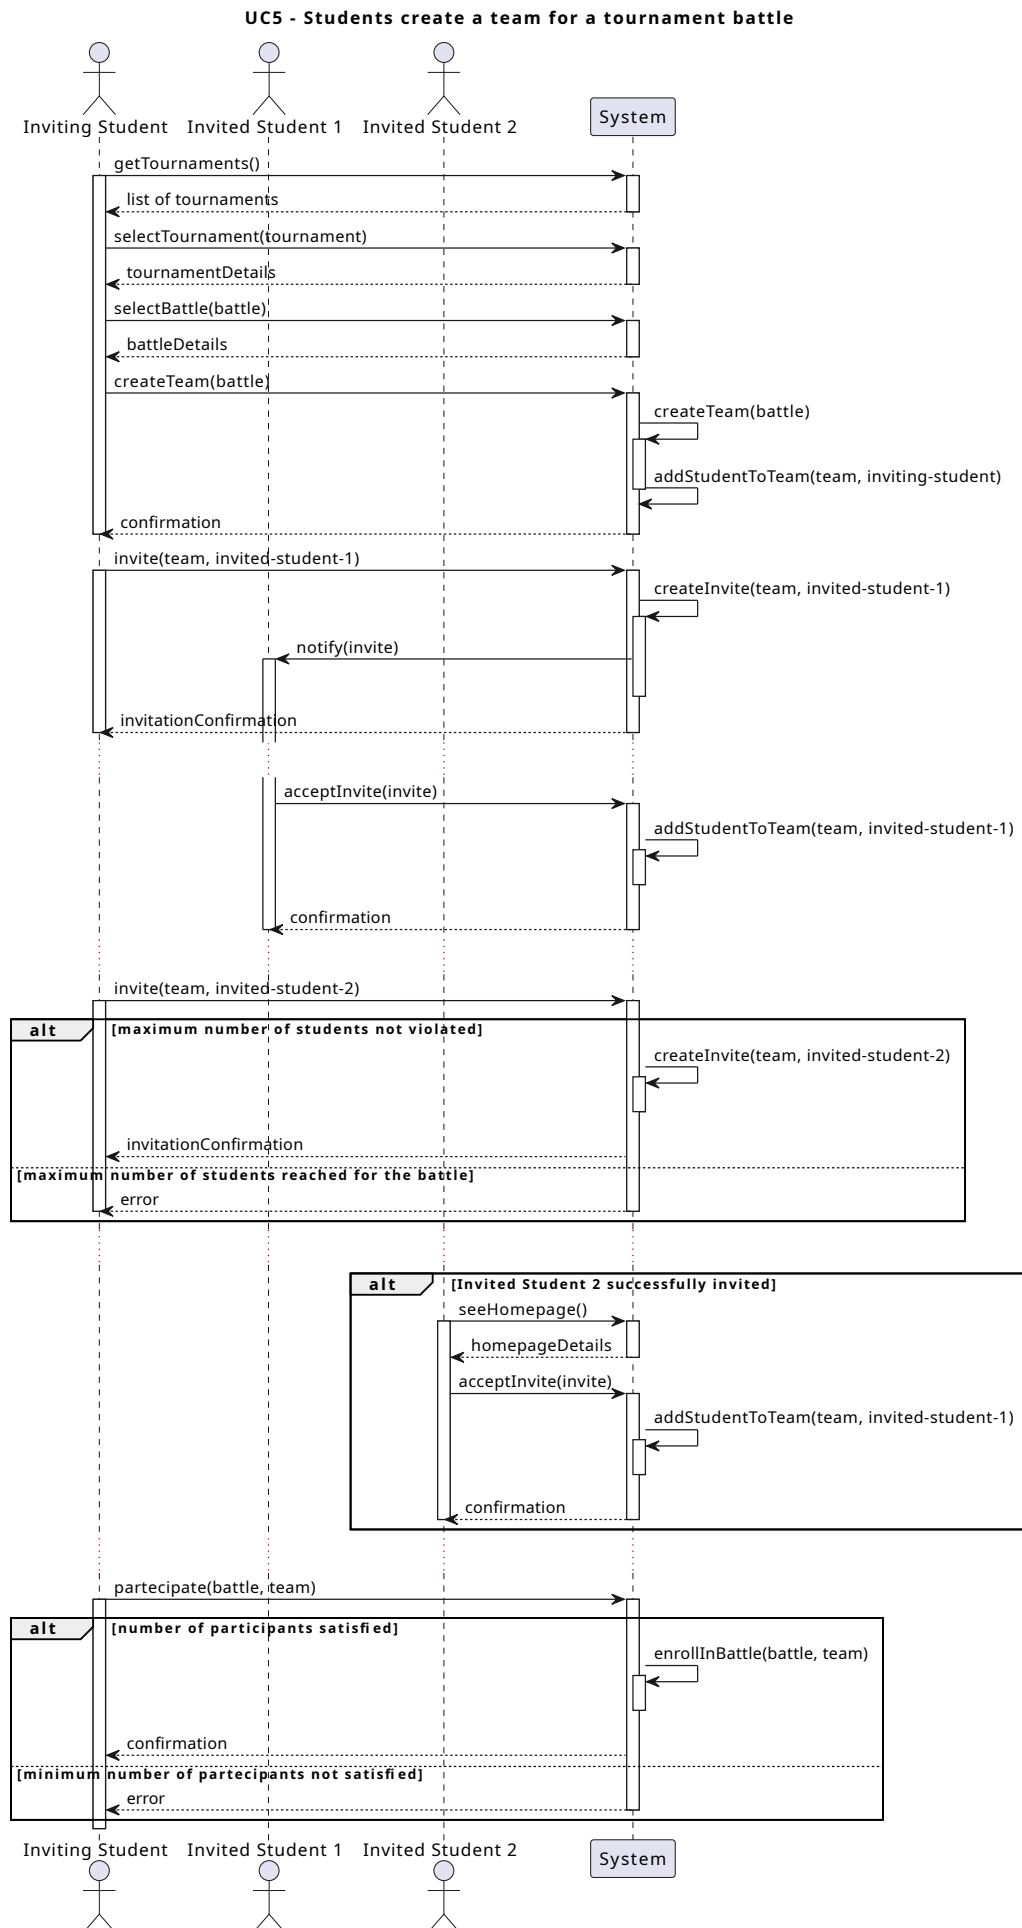 UC5 - Students create a team for a tournament battle
Inviting Student
Invited Student 1
Invited Student 2
System
getTournaments()
list of tournaments
selectTournament(tournament)
tournamentDetails
selectBattle(battle)
battleDetails
createTeam(battle)
createTeam(battle)
addStudentToTeam(team, inviting-student)
confirmation
invite(team, invited-student-1)
createInvite(team, invited-student-1)
notify(invite)
invitationConfirmation
acceptInvite(invite)
addStudentToTeam(team, invited-student-1)
confirmation
invite(team, invited-student-2)
alt [maximum number of students not violated]
createInvite(team, invited-student-2)
invitationConfirmation
[maximum number of students reached for the battle]
error
alt [Invited Student 2 successfully invited]
seeHomepage()
homepageDetails
acceptInvite(invite)
addStudentToTeam(team, invited-student-1)
confirmation
partecipate(battle, team)
alt [number of participants satisfied]
enrollInBattle(battle, team)
confirmation
[minimum number of partecipants not satisfied]
error
Inviting Student
Invited Student 1
Invited Student 2
System